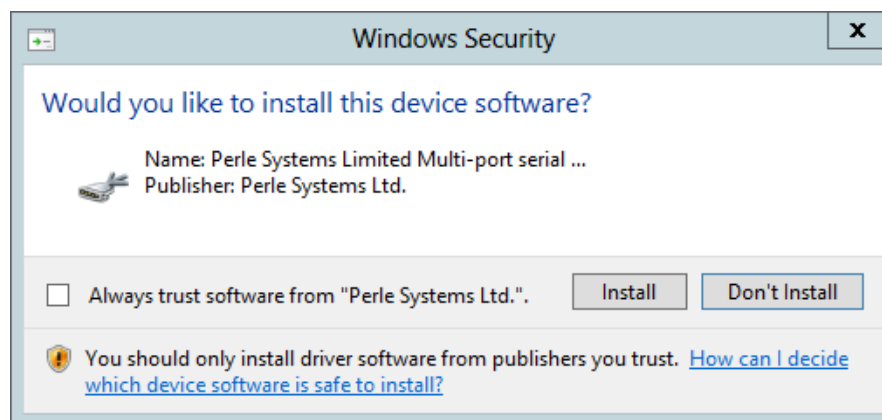 Windows Security
x
Would you like to install this device software?
Name: Perle Systems Limited Multi-port serial ...
Publisher: Perle Systems Ltd.
Always trust software from "Perle Systems Ltd.".
Install
Don't Install
You should only install driver software from publishers you trust. How can I decide
which device software is safe to install?